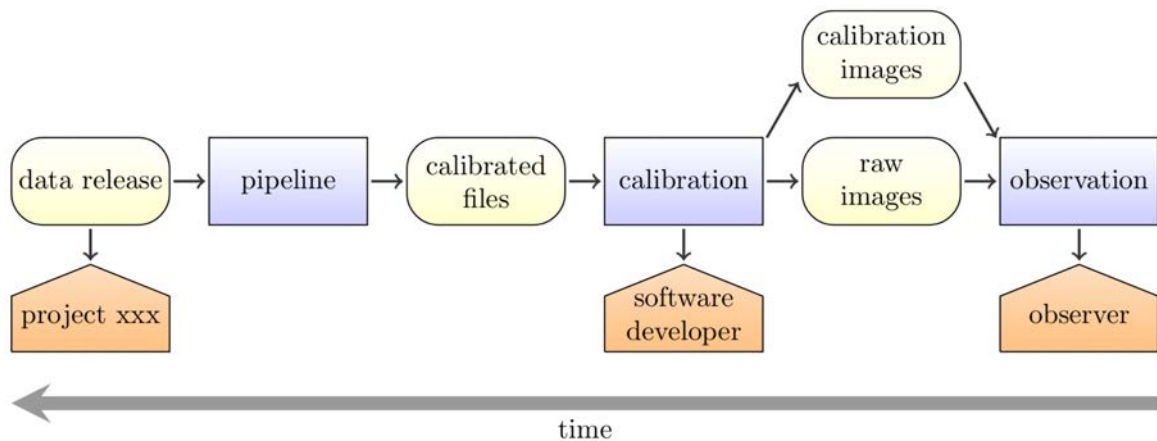 calibration
images
data release
pipeline
calibrated
files
calibration
raw
images
observation
project xxx
software
developer
observer
time